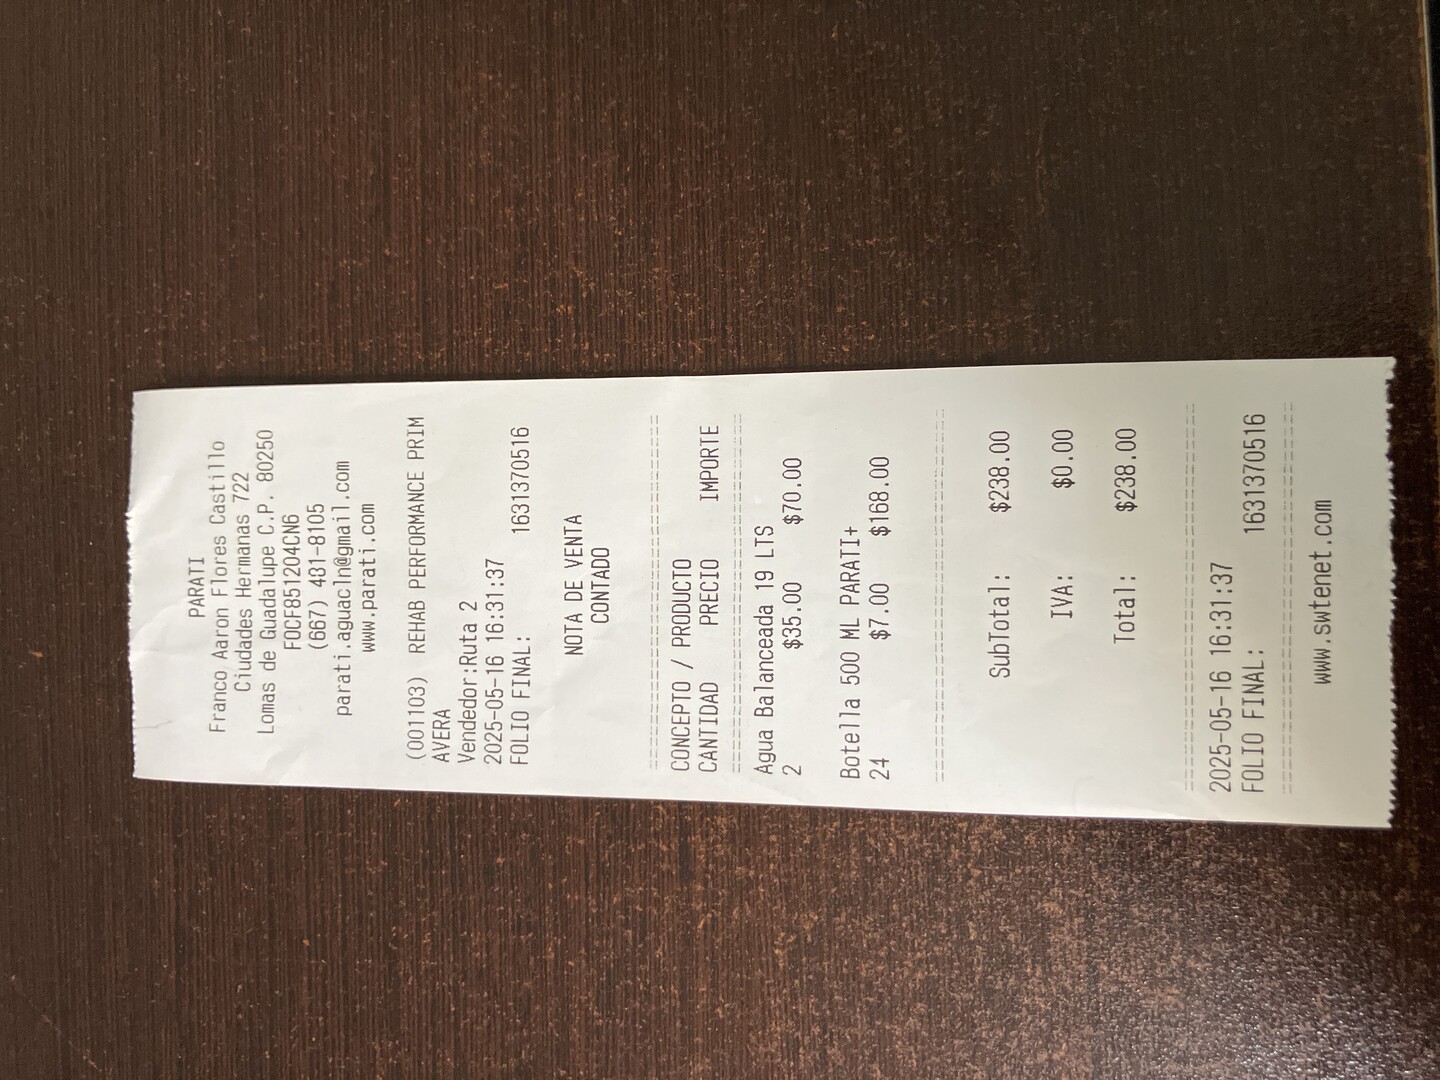 PARATI
Franco Aaron Flores Castillo
Ciudades Hermanas 722
Lomas de Guadalupe C.P. 80250
FOCF851204CN6
(667) 481-8105
parati.aguacln@gmail.com
www.parati.com
(001103) REHAB PERFORMANCE PRIM
AVERA
Vendedor:Ruta 2
2025-05-16 16:31:37
FOLIO FINAL: 1631370516
NOTA DE VENTA
CONTADO
CONCEPTO / PRODUCTO
CANTIDAD PRECIO IMPORTE
Agua Balanceada 19 LTS
2 $35.00 $70.00
Botella 500 ML PARATI+
24 $7.00 $168.00
SubTotal: $238.00
IVA: $0.00
Total: $238.00
2025-05-16 16:31:37
FOLIO FINAL: 1631370516
www.swtenet.com